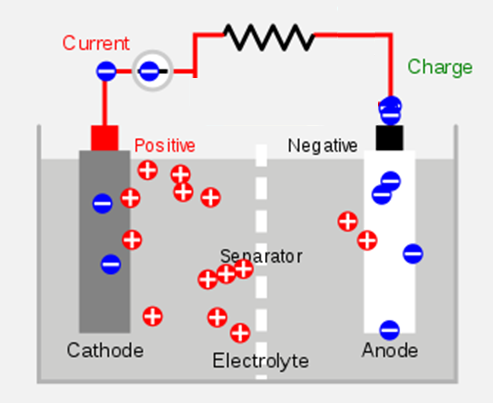 Current
Charge
Positive
Negative
Separator
Cathode
Electrolyte
Anode